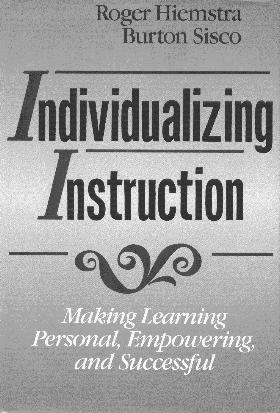 Roger Hiemstra
Burton Sisco
Individualizing
Instruction
Making Learning
Personal, Empowering,
and Successful